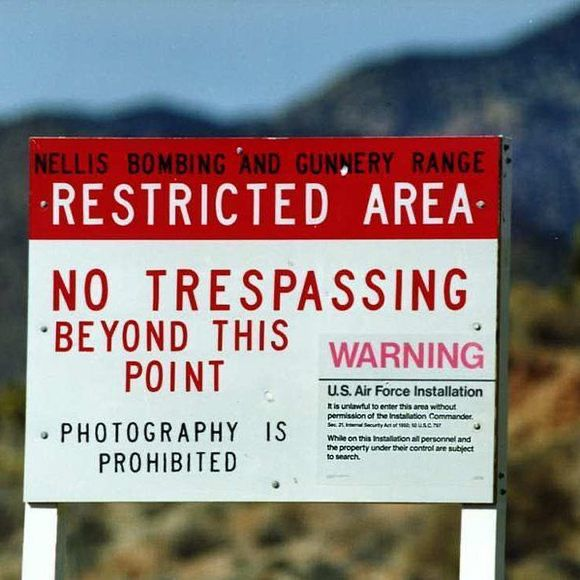 NELLIS BOMBING AND GUNNERY RANGE
RESTRICTED AREA
NO TRESPASSING
BEYOND THIS
POINT
PHOTOGRAPHY IS
PROHIBITED
WARNING
U.S. Air Force Installation
It is unlawful to enter this area without
permission of the Installation Commander.
Sec. 21, Internal Security Act of 1950; 50 U.S.C. 797
While on this Installation all personnel and
the property under their control are subject
to search.